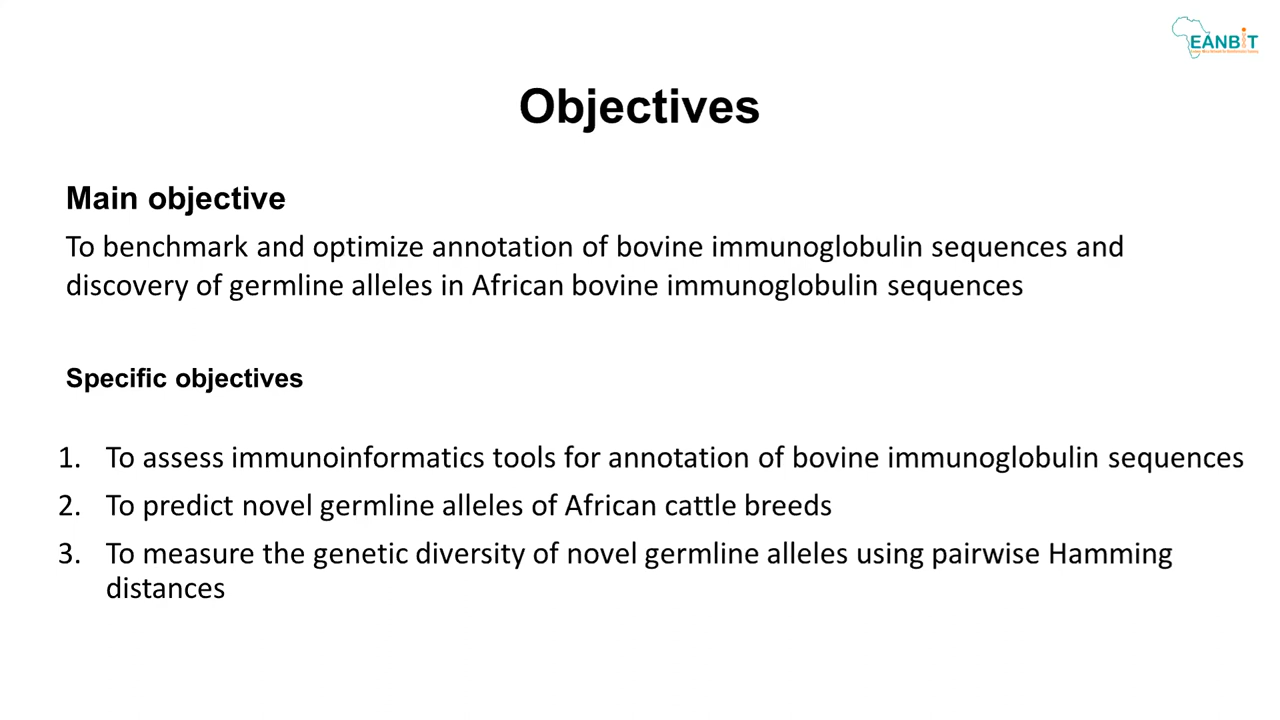 EANBiT
Objectives
Main objective
To benchmark and optimize annotation of bovine immunoglobulin sequences and
discovery of germline alleles in African bovine immunoglobulin sequences
Specific objectives
1. To assess immunoinformatics tools for annotation of bovine immunoglobulin sequences
2. To predict novel germline alleles of African cattle breeds
3. To measure the genetic diversity of novel germline alleles using pairwise Hamming
distances